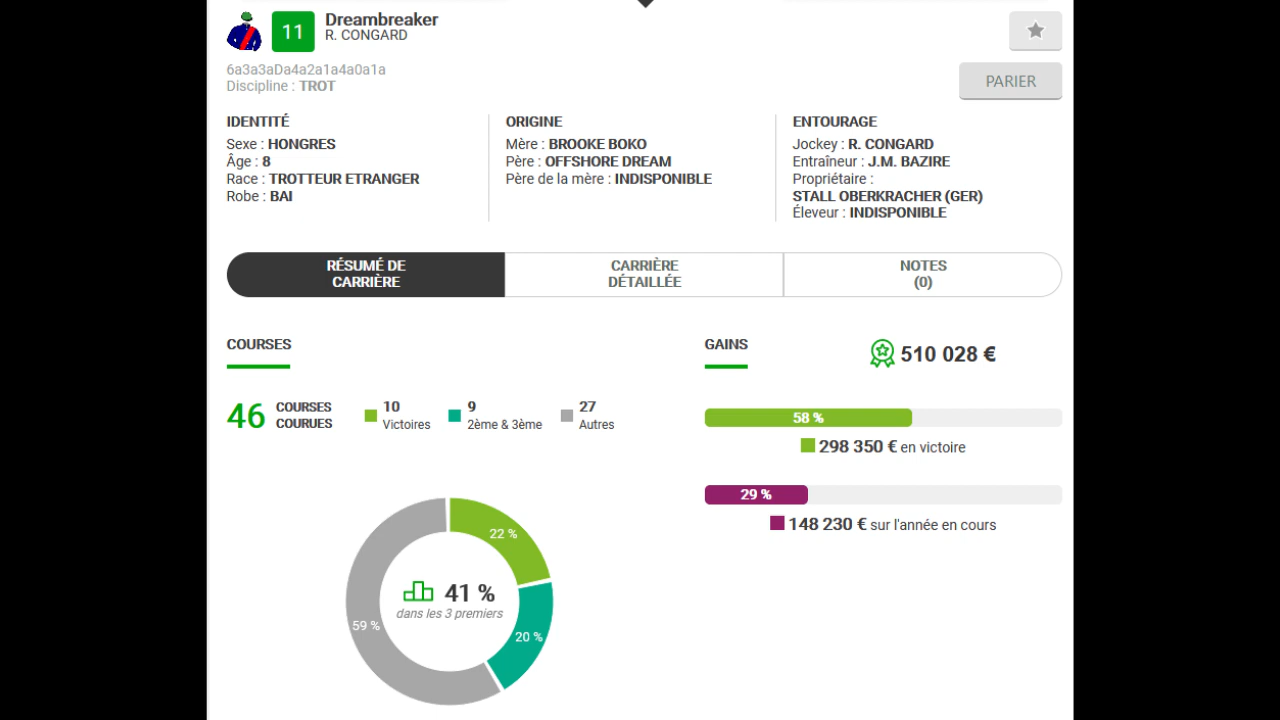 11
Dreambreaker
R. CONGARD
6a3a3aDa4a2a1a4a0a1a
Discipline : TROT
PARIER
IDENTITÉ
Sexe : HONGRES
Âge : 8
Race : TROTTEUR ETRANGER
Robe : BAI
ORIGINE
Mère : BROOKE BOKO
Père : OFFSHORE DREAM
Père de la mère : INDISPONIBLE
ENTOURAGE
Jockey : R. CONGARD
Entraîneur : J.M. BAZIRE
Propriétaire :
STALL OBERKRACHER (GER)
Éleveur : INDISPONIBLE
RÉSUMÉ DE
CARRIÈRE
CARRIÈRE
DÉTAILLÉE
NOTES
(0)
COURSES
46
COURSES
COURUES
10
Victoires
9
2ème & 3ème
27
Autres
22 %
20 %
59 %
41 %
dans les 3 premiers
GAINS
510 028 €
58 %
298 350 € en victoire
29 %
148 230 € sur l'année en cours